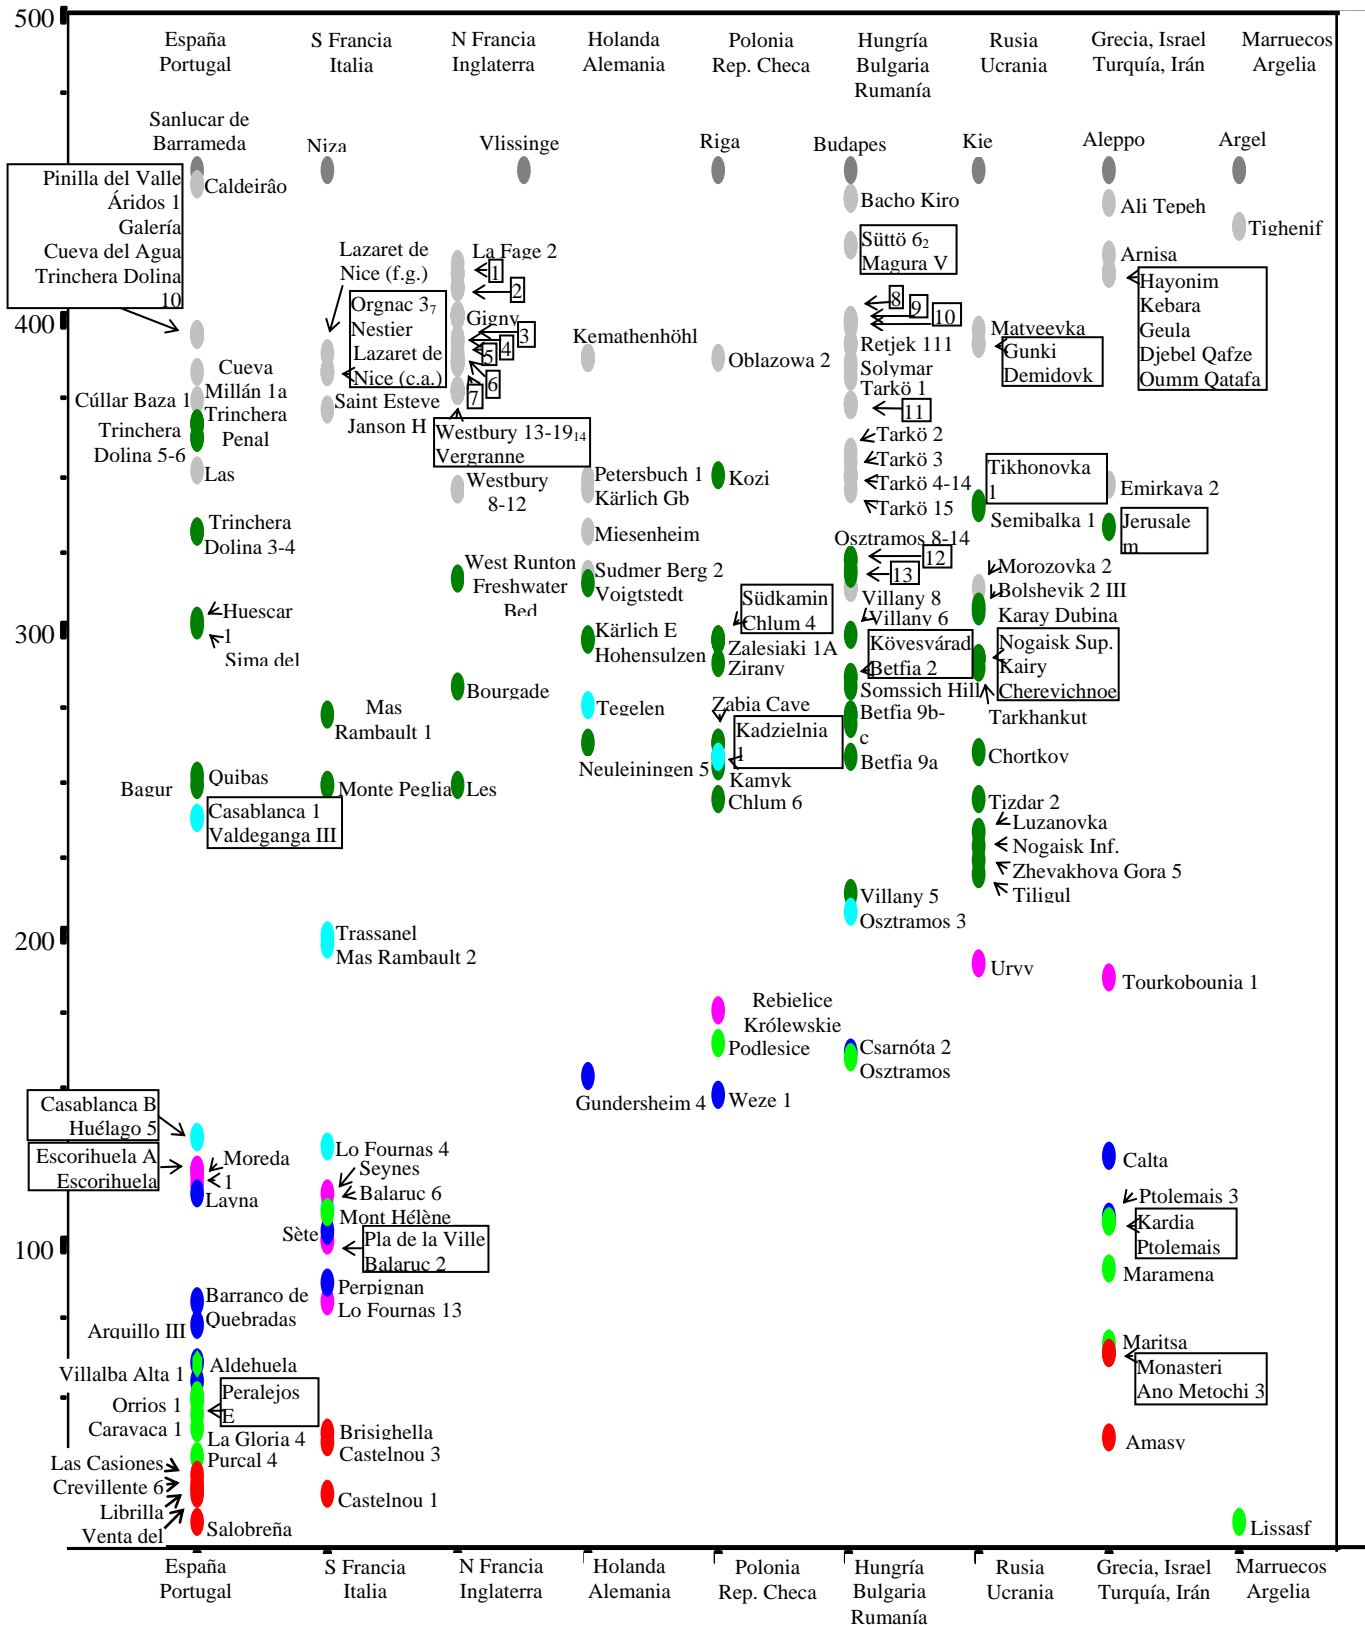 500
España
Portugal
S Francia
Italia
N Francia
Inglaterra
Holanda
Alemania
Polonia
Rep. Checa
Hungría
Bulgaria
Rumanía
Rusia
Ucrania
Grecia, Israel
Turquía, Irán
Marruecos
Argelia
Sanlucar de
Barrameda
Niza
Vlissinge
Riga
Budapes
Kie
Aleppo
Argel
Pinilla del Valle
Áridos 1
Galería
Cueva del Agua
Trinchera Dolina
10
Caldeirâo
Cueva
Millán 1a
Cúllar Baza 1
Trinchera
Penal
Trinchera
Dolina 5-6
Las
Trinchera
Dolina 3-4
Huescar
1
Sima del
Quibas
Bagur
Casablanca 1
Valdeganga III
Casablanca B
Huélago 5
Escorihuela A
Escorihuela
Moreda
1
Layna
Barranco de
Quebradas
Arquillo III
Aldehuela
Villalba Alta 1
Peralejos
E
Orrios 1
Caravaca 1
La Gloria 4
Purcal 4
Las Casiones
Crevillente 6
Librilla
Venta del
Salobreña
Lazaret de
Nice (f.g.)
Orgnac 3₇
Nestier
Lazaret de
Nice (c.a.)
Saint Esteve
Janson H
Mas
Rambault 1
Monte Peglia
Trassanel
Mas Rambault 2
Lo Fournas 4
Seynes
Balaruc 6
Mont Hélène
Sète
Pla de la Ville
Balaruc 2
Perpignan
Lo Fournas 13
Brisighella
Castelnou 3
Castelnou 1
La Fage 2
1
2
Gigny
3
4
5
6
7
Westbury 13-19₁₄
Vergranne
Westbury
8-12
West Runton
Freshwater
Bed
Bourgade
Les
Kemathenhöhl
Petersbuch 1
Kärlich Gb
Miesenheim
Sudmer Berg 2
Voigtstedt
Kärlich E
Hohensulzen
Tegelen
Neuleiningen 5
Gundersheim 4
Oblazowa 2
Kozi
Südkamin
Chlum 4
Zalesiaki 1A
Zirany
Zabia Cave
Kadzielnia
1
Kamyk
Chlum 6
Rebielice
Królewskie
Podlesice
Weze 1
Bacho Kiro
Süttö 6₂
Magura V
8
9
10
Retjek 111
Solymar
Tarkö 1
11
Tarkö 2
Tarkö 3
Tarkö 4-14
Tarkö 15
Osztramos 8-14
12
13
Villany 8
Villany 6
Kövesvárad
Betfia 2
Somssich Hill
Betfia 9b-
c
Betfia 9a
Villany 5
Osztramos 3
Csarnóta 2
Osztramos
Matveevka
Gunki
Demidovk
Tikhonovka
1
Semibalka 1
Morozovka 2
Bolshevik 2 III
Karay Dubina
Nogaisk Sup.
Kairy
Cherevichnoe
Tarkhankut
Chortkov
Tizdar 2
Luzanovka
Nogaisk Inf.
Zhevakhova Gora 5
Tiligul
Uryv
Ali Tepeh
Arnisa
Hayonim
Kebara
Geula
Djebel Qafze
Oumm Qatafa
Emirkaya 2
Jerusale
m
Tourkobounia 1
Calta
Ptolemais 3
Kardia
Ptolemais
Maramena
Maritsa
Monasteri
Ano Metochi 3
Amasy
Tighenif
Lissasf
400
300
200
100
España
Portugal
S Francia
Italia
N Francia
Inglaterra
Holanda
Alemania
Polonia
Rep. Checa
Hungría
Bulgaria
Rumanía
Rusia
Ucrania
Grecia, Israel
Turquía, Irán
Marruecos
Argelia